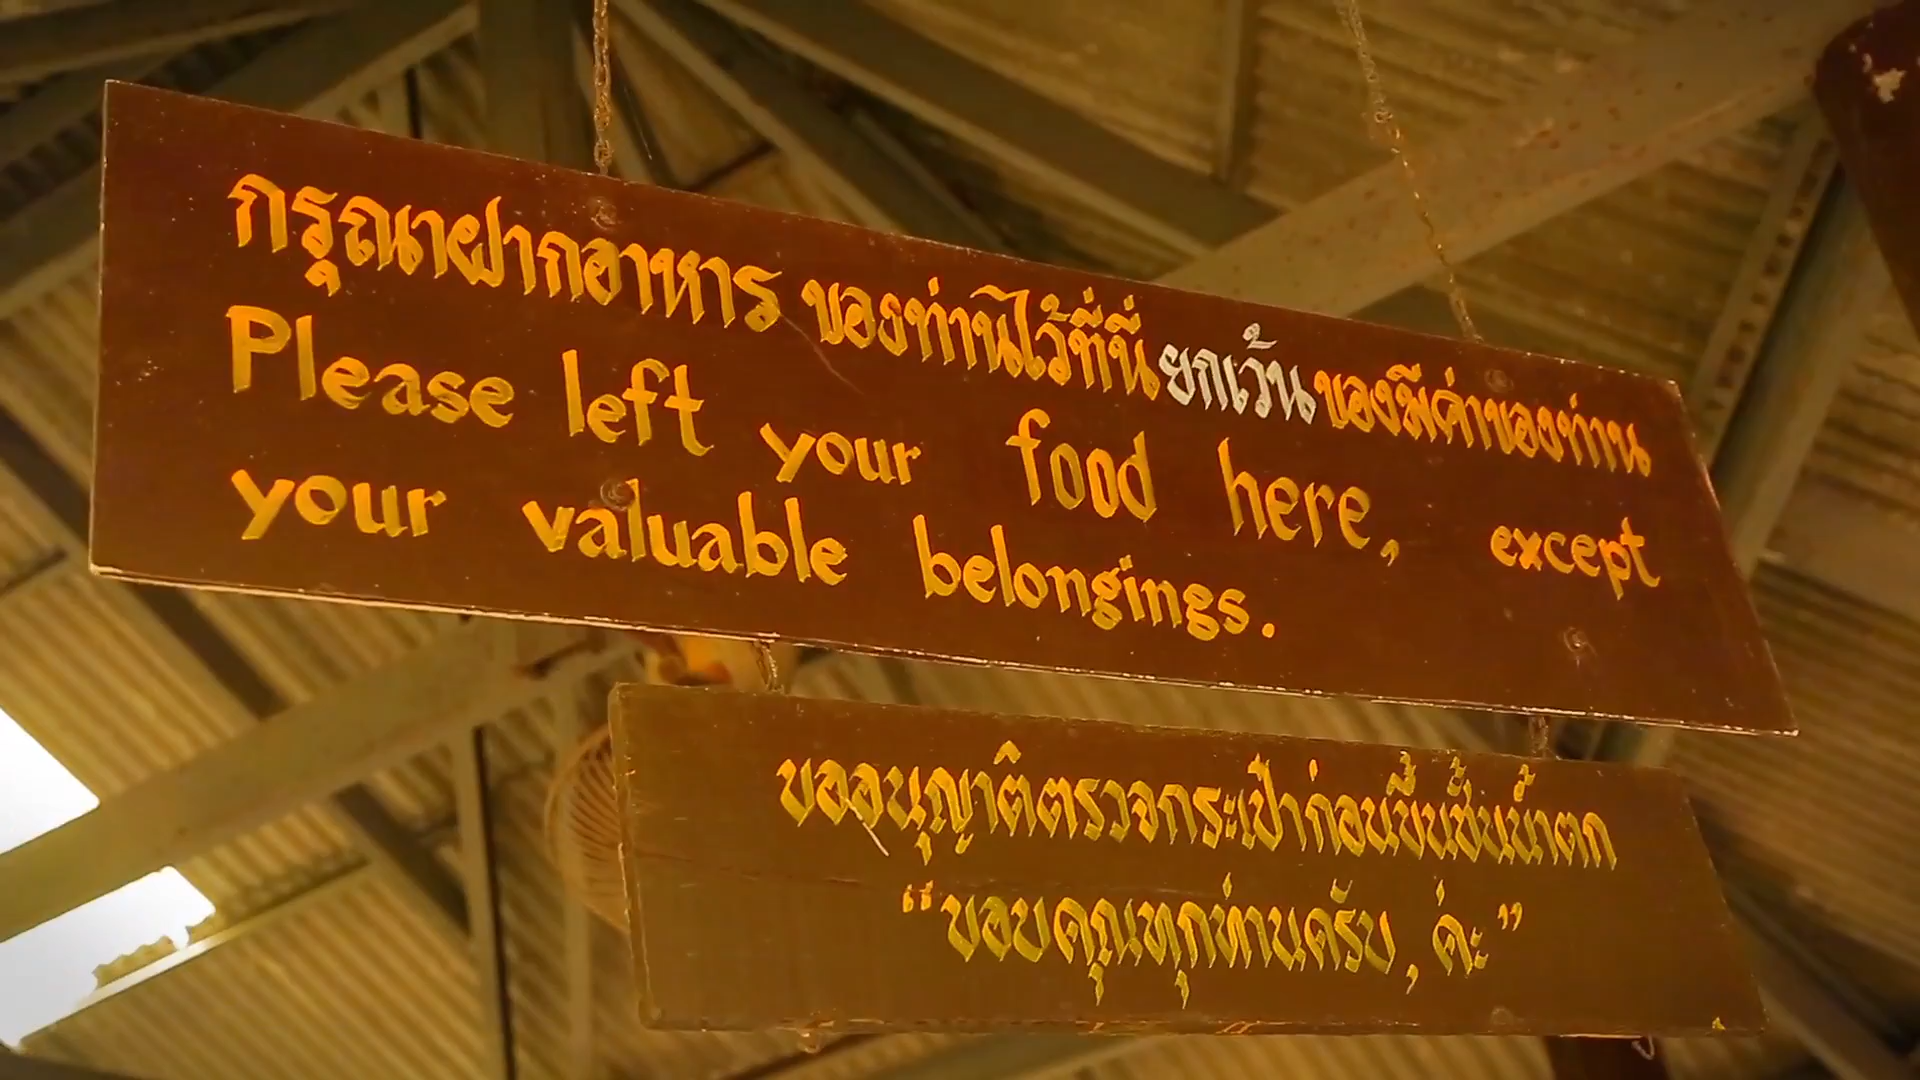 กรุณาฝากอาหาร ของท่านไว้ที่นี่ ยกเว้น ของมีค่าของท่าน
Please left your food here, except
your valuable belongings.
ขออนุญาติตรวจกระเป๋าก่อนขึ้นชั้นน้ำตก
“ขอบคุณทุกท่านครับ, ค่ะ”